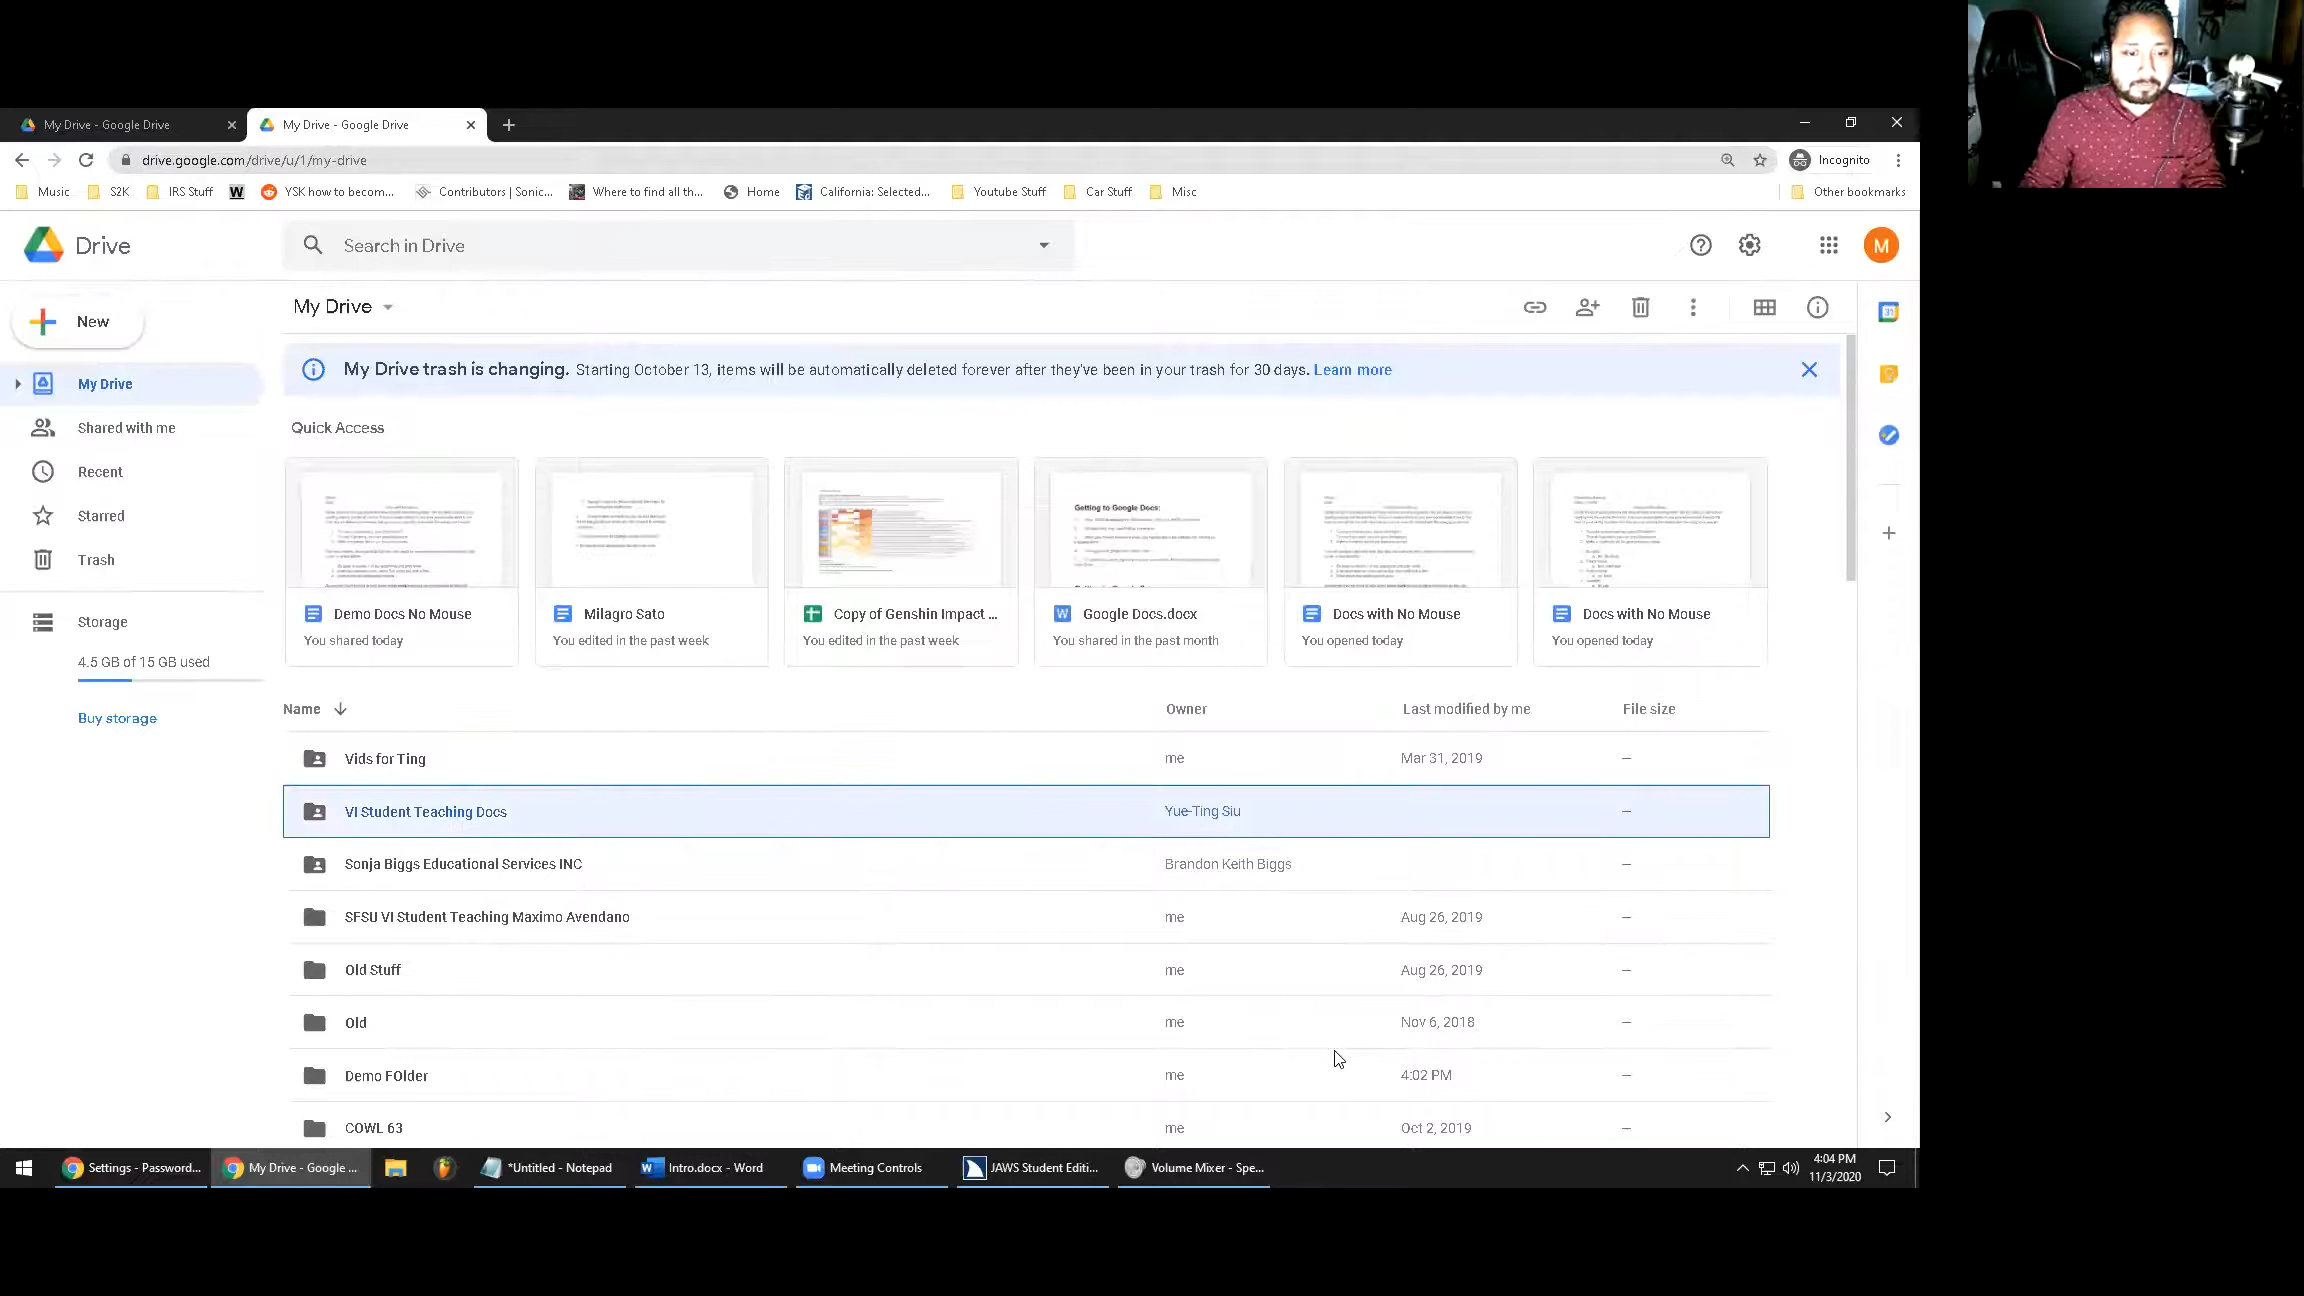 My Drive - Google Drive
My Drive - Google Drive
drive.google.com/drive/u/1/my-drive
Incognito
Music
S2K
IRS Stuff
W
YSK how to becom...
Contributors | Sonic...
Where to find all th...
Home
California: Selected...
Youtube Stuff
Car Stuff
Misc
Other bookmarks
Drive
Search in Drive
M
New
My Drive
My Drive
Shared with me
Recent
Starred
Trash
Storage
4.5 GB of 15 GB used
Buy storage
My Drive trash is changing. Starting October 13, items will be automatically deleted forever after they've been in your trash for 30 days. Learn more
Quick Access
Getting to Google Docs:
Demo Docs No Mouse
You shared today
Milagro Sato
You edited in the past week
Copy of Genshin Impact ...
You edited in the past week
Google Docs.docx
You shared in the past month
Docs with No Mouse
You opened today
Docs with No Mouse
You opened today
Name Owner Last modified by me File size
Vids for Ting me Mar 31, 2019 –
VI Student Teaching Docs Yue-Ting Siu –
Sonja Biggs Educational Services INC Brandon Keith Biggs –
SFSU VI Student Teaching Maximo Avendano me Aug 26, 2019 –
Old Stuff me Aug 26, 2019 –
Old me Nov 6, 2018 –
Demo FOlder me 4:02 PM –
COWL 63 me Oct 2, 2019 –
31
Settings - Password...
My Drive - Google ...
*Untitled - Notepad
Intro.docx - Word
Meeting Controls
JAWS Student Editi...
Volume Mixer - Spe...
4:04 PM
11/3/2020